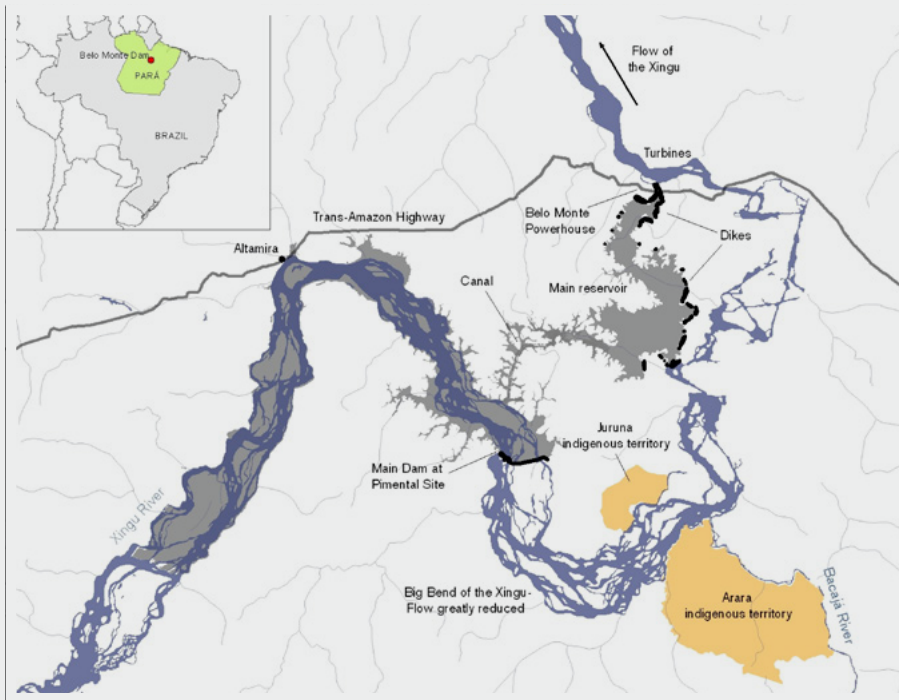 Belo Monte Dam
PARÁ
BRAZIL
Flow of
the Xingu
Turbines
Trans-Amazon Highway
Belo Monte
Powerhouse
Dikes
Altamira
Canal
Main reservoir
Juruna
indigenous territory
Main Dam at
Pimental Site
Xingu River
Big Bend of the Xingu-
Flow greatly reduced
Arara
indigenous territory
Bacajá River